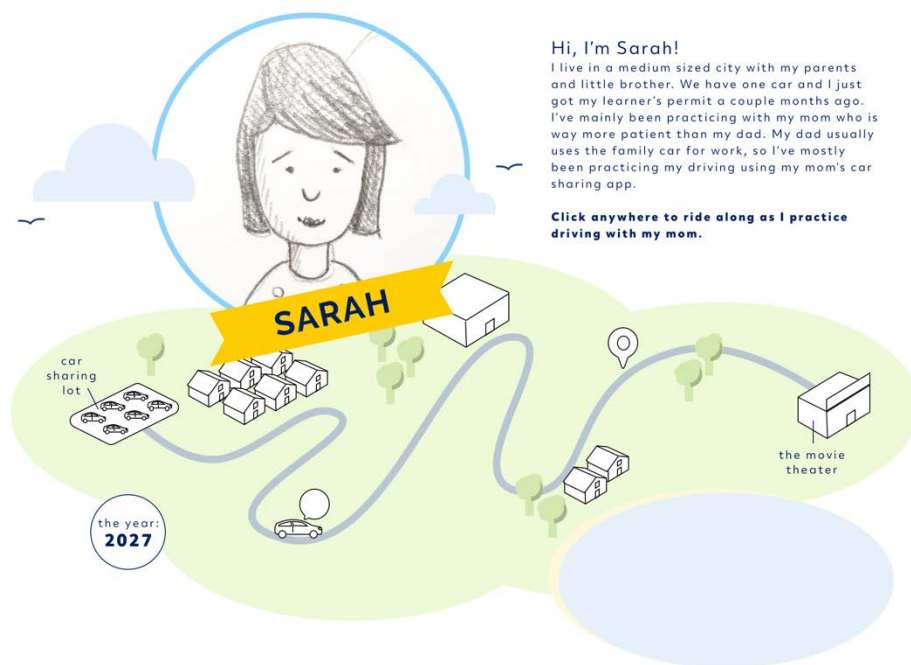 Hi, I'm Sarah!
I live in a medium sized city with my parents
and little brother. We have one car and I just
got my learner's permit a couple months ago.
I've mainly been practicing with my mom who is
way more patient than my dad. My dad usually
uses the family car for work, so I've mostly
been practicing my driving using my mom's car
sharing app.
Click anywhere to ride along as I practice
driving with my mom.
SARAH
car
sharing
lot
the movie
theater
the year:
2027